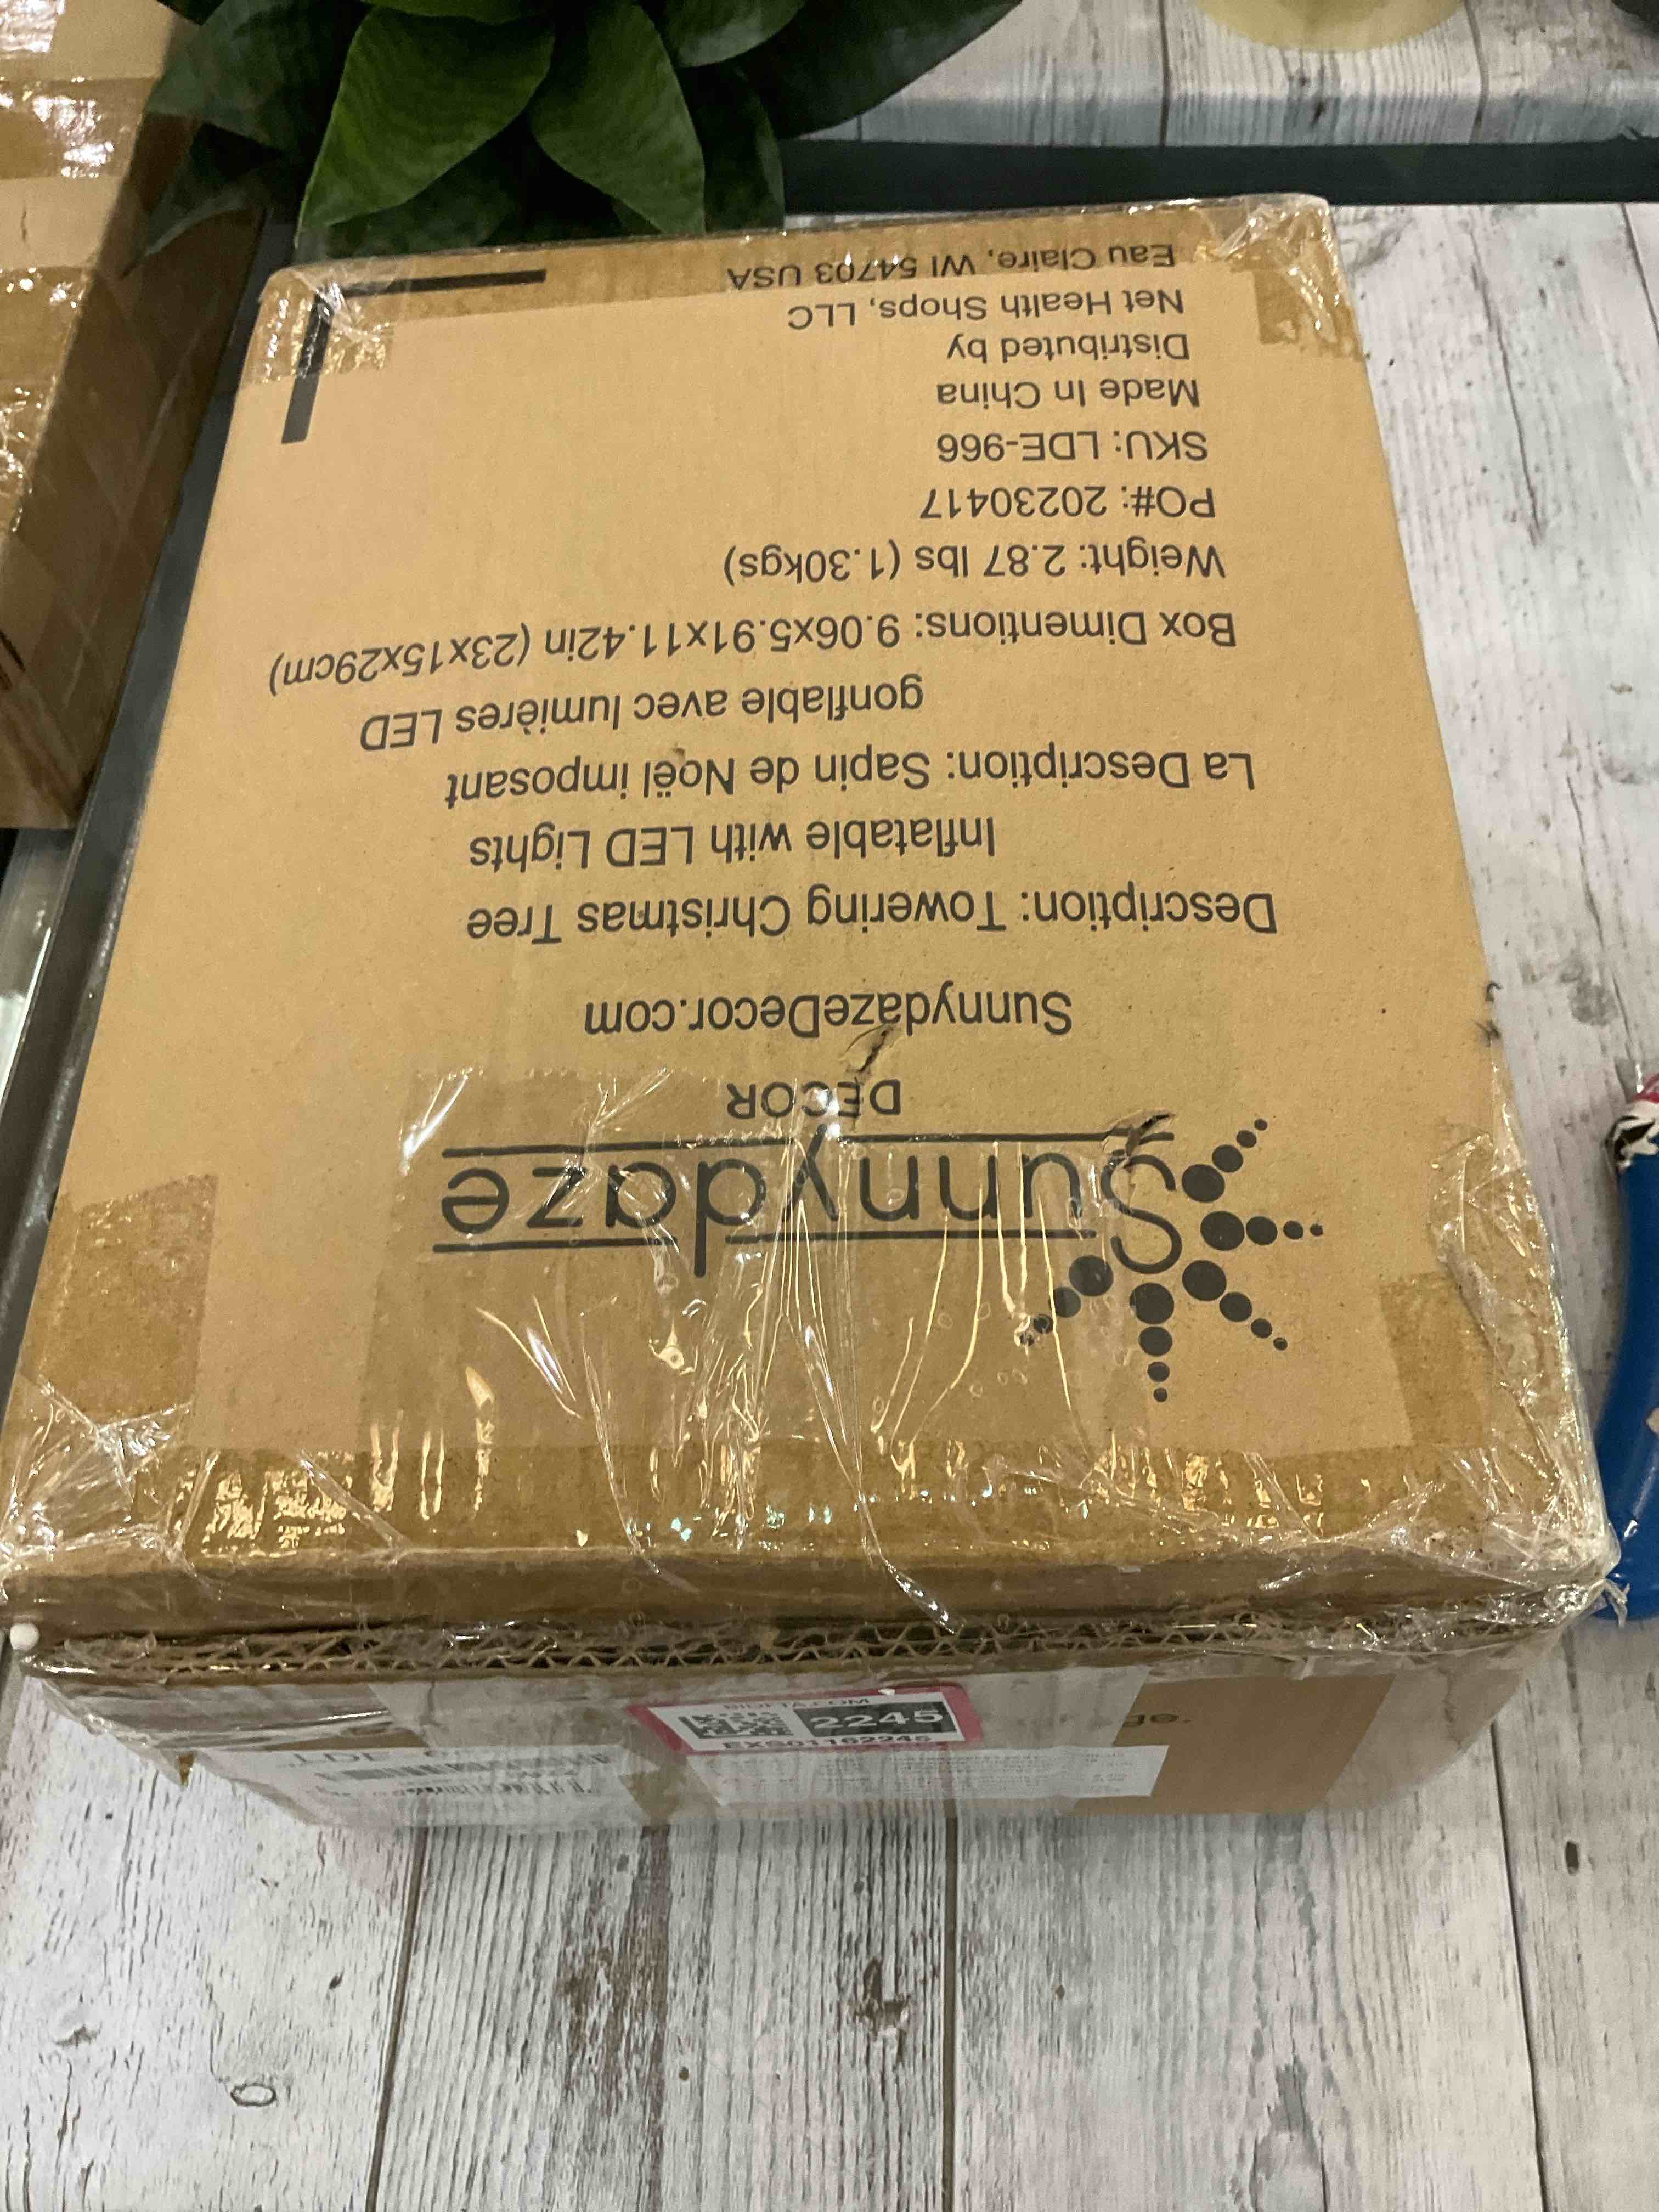 Sunnydaze
DECOR
SunnydazeDecor.com
Description: Towering Christmas Tree
Inflatable with LED Lights
La Description: Sapin de Noël imposant
gonflable avec lumières LED
Box Dimentions: 9.06x5.91x11.42in (23x15x29cm)
Weight: 2.87 lbs (1.30kgs)
PO#: 20230417
SKU: LDE-966
Made In China
Distributed by
Net Health Shops, LLC
Eau Claire, WI 54703 USA
2245
EXS01162245
LDE